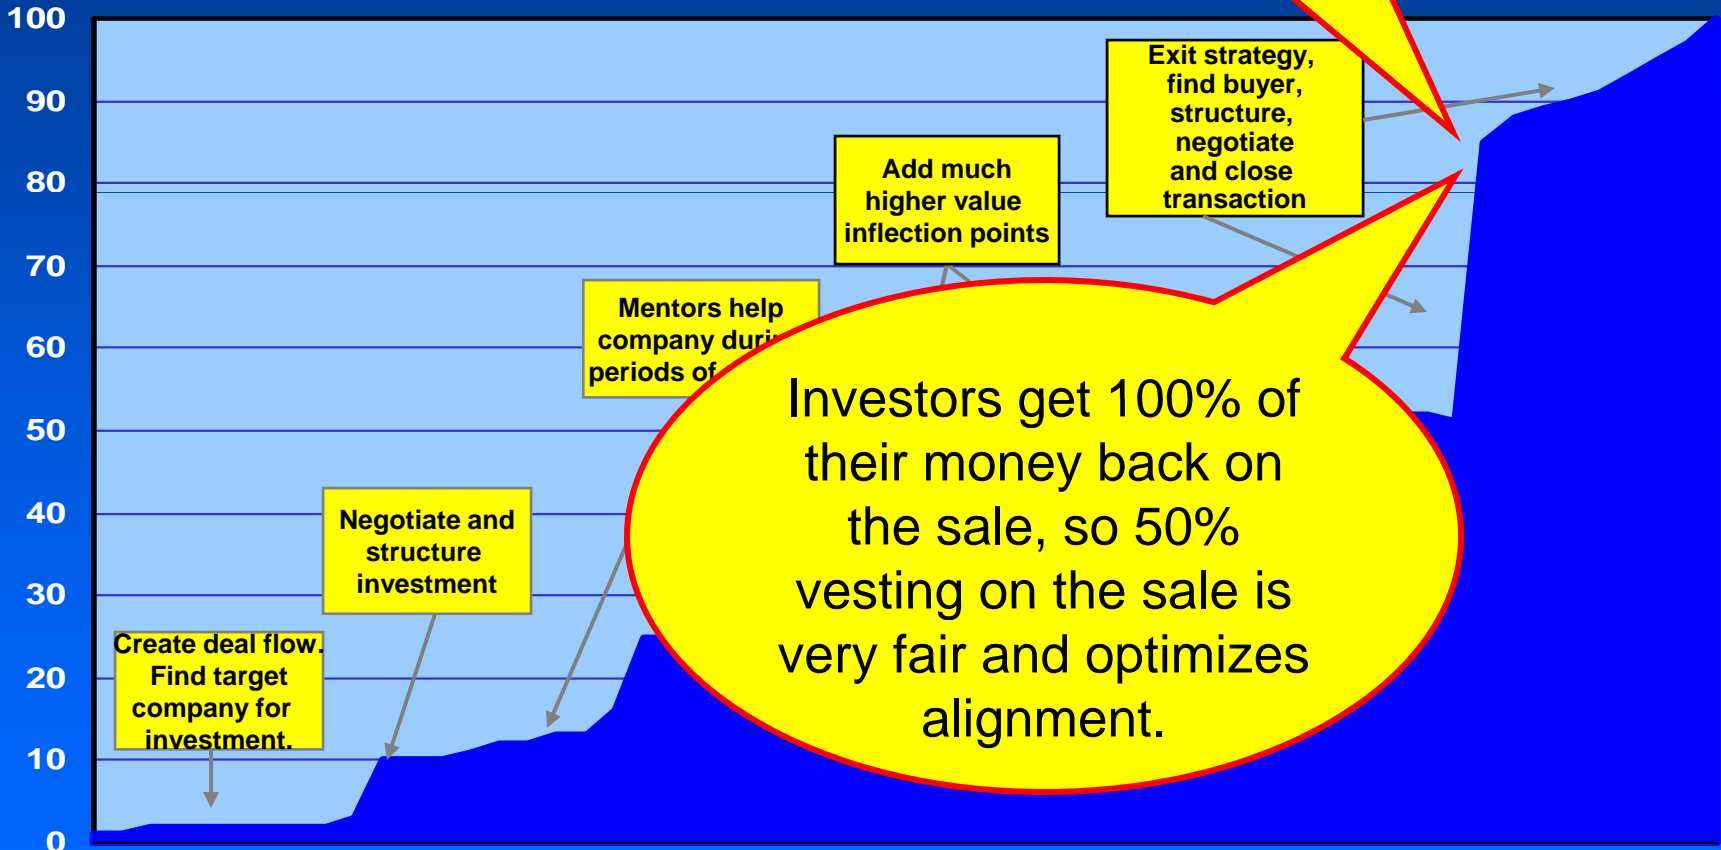 100
90
80
70
60
50
40
30
20
10
0
Create deal flow.
Find target
company for
investment.
Negotiate and
structure
investment
Mentors help
company
periods of
Add much
higher value
inflection points
Exit strategy,
find buyer,
structure,
negotiate
and close
transaction
Investors get 100% of
their money back on
the sale, so 50%
vesting on the sale is
very fair and optimizes
alignment.